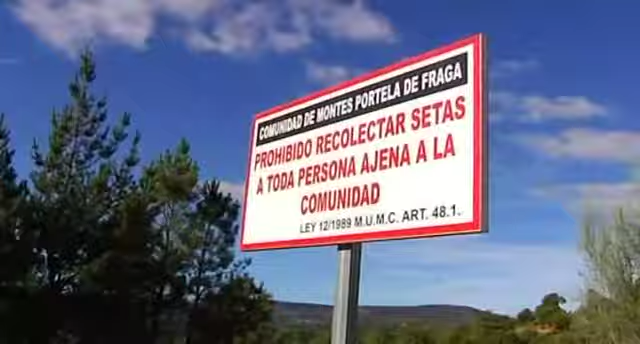 COMUNIDAD DE MONTES PORTELA DE FRAGA
PROHIBIDO RECOLECTAR SETAS
A TODA PERSONA AJENA A LA
COMUNIDAD
LEY 12/1989 M.U.M.C. ART. 48.1.